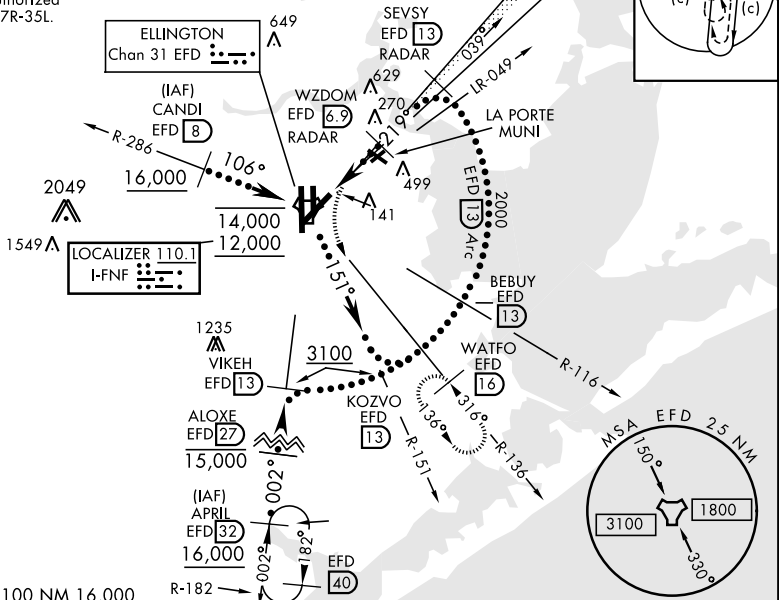 uthorized
7R-35L.
649
ELLINGTON
Chan 31 EFD
SEVSY
EFD 13
RADAR
039°
LR-049
(c)
(c)
(IAF)
CANDI
EFD 8
629
270
WZDOM
EFD 6.9
RADAR
219°
LA PORTE
MUNI
R-286
106°
16,000
499
141
2049
1549
14,000
12,000
EFD 13 Arc
2000
LOCALIZER 110.1
I-FNF
151°
BEBUY
EFD
13
1235
VIKEH
EFD 13
3100
WATFO
EFD
16
R-116
KOZVO
EFD
13
ALOXE
EFD 27
15,000
136°
316°
R-151
R-136
MSA EFD 25 NM
150°
3100
1800
330°
002°
(IAF)
APRIL
EFD 32
16,000
002°
182°
EFD
40
R-182
100 NM 16,000